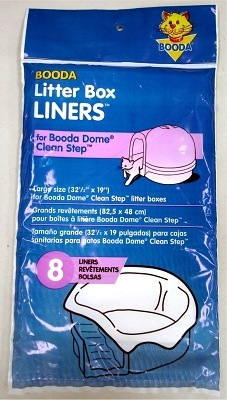 BOODA
BOODA
Litter Box
LINERS™
for Booda Dome®
Clean Step™
Large size (32½" x 19")
for Booda Dome® Clean Step™ litter boxes
Grands revêtements (82,5 x 48 cm)
pour boîtes à litière Booda Dome® Clean Step™
Tamaño grande (32½ x 19 pulgados) para cajas
sanitarias para gatos Booda Dome® Clean Step™
8
LINERS
REVÊTEMENTS
BOLSAS